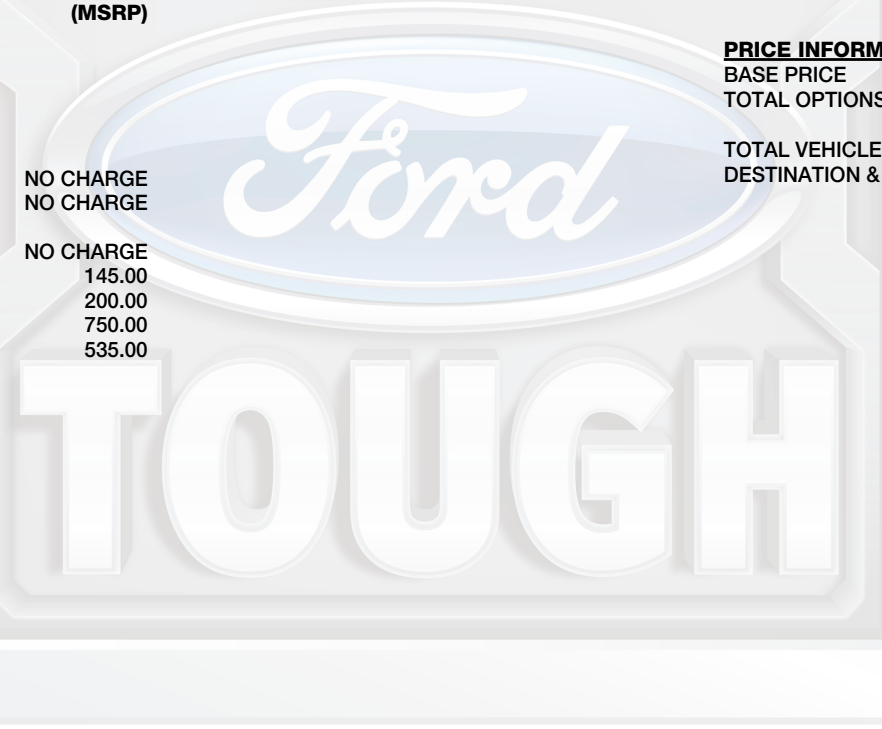 (MSRP)
NO CHARGE
NO CHARGE
NO CHARGE
145.00
200.00
750.00
535.00
PRICE INFORM
BASE PRICE
TOTAL OPTIONS
TOTAL VEHICLE
DESTINATION &
Ford
TOUGH